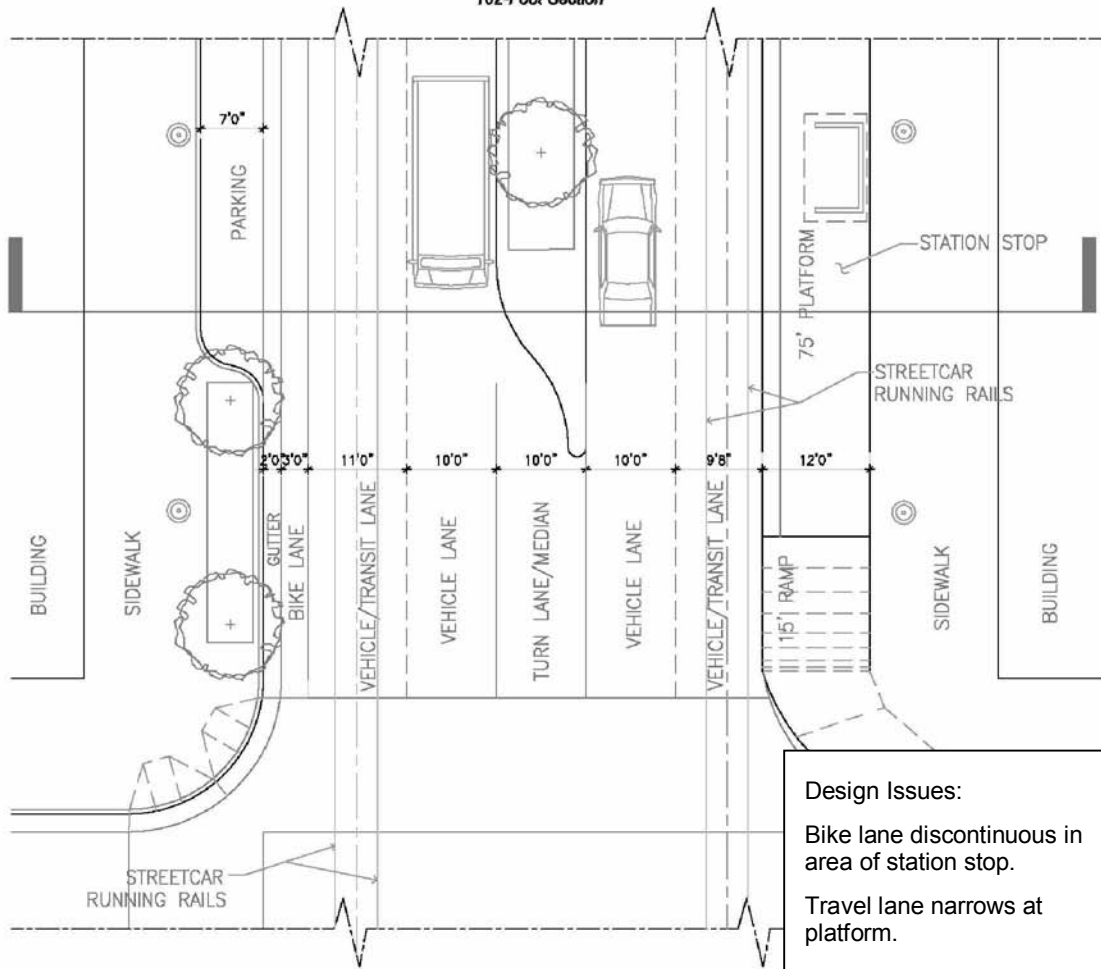 102-Foot Section
7'0"
PARKING
STATION STOP
75' PLATFORM
STREETCAR
RUNNING RAILS
2'0" 3'0" 11'0" 10'0" 10'0" 10'0" 9'8" 12'0"
BUILDING
SIDEWALK
GUTTER
BIKE LANE
VEHICLE/TRANSIT LANE
VEHICLE LANE
TURN LANE/MEDIAN
VEHICLE LANE
VEHICLE/TRANSIT LANE
15' RAMP
SIDEWALK
BUILDING
STREETCAR
RUNNING RAILS
Design Issues:
Bike lane discontinuous in
area of station stop.
Travel lane narrows at
platform.